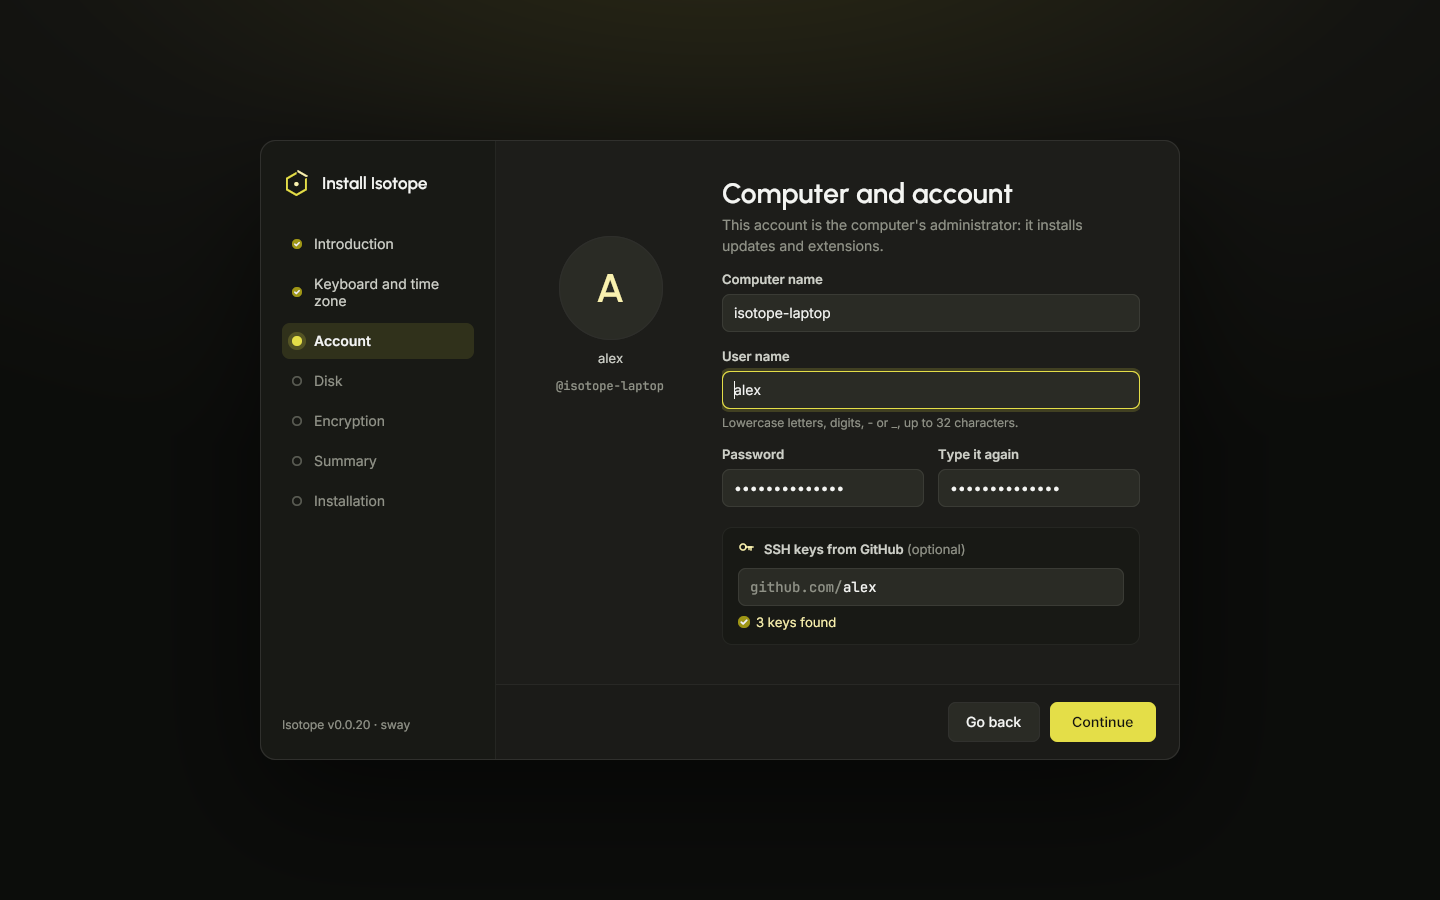 Install Isotope
Introduction
Keyboard and time
zone
Account
Disk
Encryption
Summary
Installation
Isotope v0.0.20 · sway
A
alex
@isotope-laptop
Computer and account
This account is the computer's administrator: it installs
updates and extensions.
Computer name
isotope-laptop
User name
alex
Lowercase letters, digits, - or _, up to 32 characters.
Password
Type it again
••••••••••••••
••••••••••••••
SSH keys from GitHub (optional)
github.com/alex
3 keys found
Go back
Continue